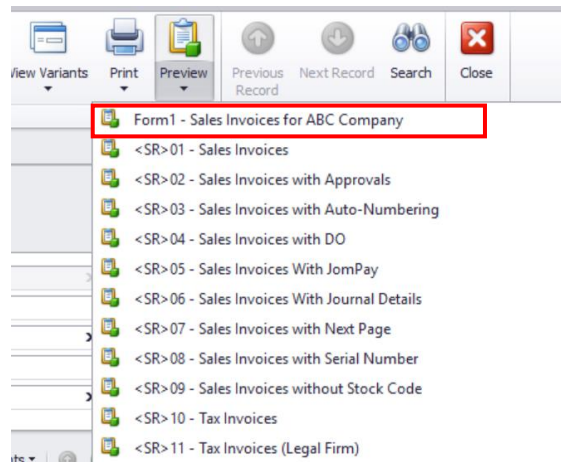 View Variants Print Preview Previous Record Next Record Search Close
Form1 - Sales Invoices for ABC Company
<SR>01 - Sales Invoices
<SR>02 - Sales Invoices with Approvals
<SR>03 - Sales Invoices with Auto-Numbering
<SR>04 - Sales Invoices with DO
<SR>05 - Sales Invoices With JomPay
<SR>06 - Sales Invoices With Journal Details
<SR>07 - Sales Invoices with Next Page
<SR>08 - Sales Invoices with Serial Number
<SR>09 - Sales Invoices without Stock Code
<SR>10 - Tax Invoices
<SR>11 - Tax Invoices (Legal Firm)